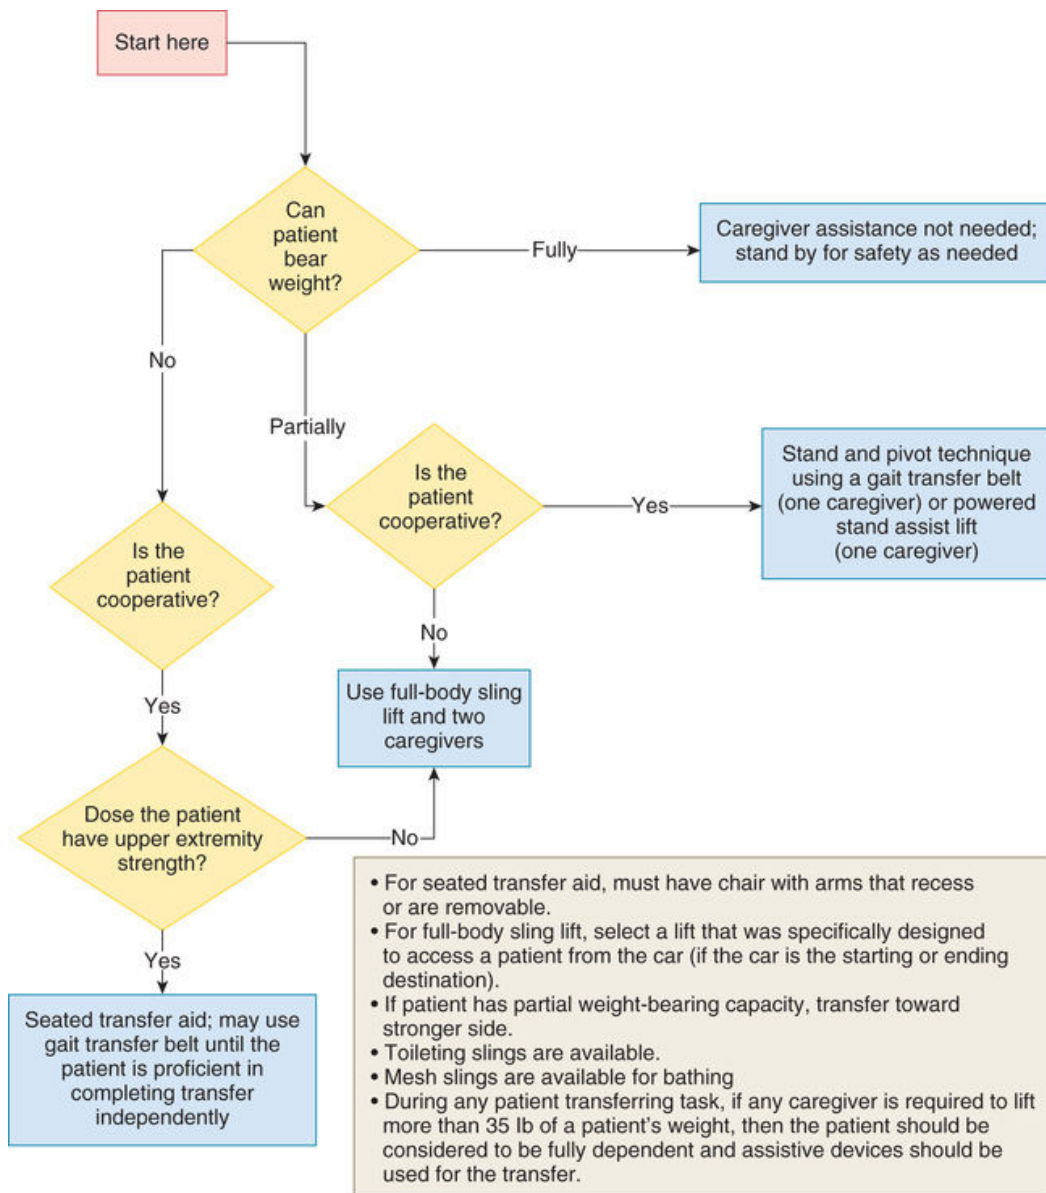 Start here
Can
patient
bear
weight?
Fully
Caregiver assistance not needed;
stand by for safety as needed
No
Partially
Is the
patient
cooperative?
Yes
Stand and pivot technique
using a gait transfer belt
(one caregiver) or powered
stand assist lift
(one caregiver)
Is the
patient
cooperative?
No
Use full-body sling
lift and two
caregivers
Yes
Dose the patient
have upper extremity
strength?
No
Yes
Seated transfer aid; may use
gait transfer belt until the
patient is proficient in
completing transfer
independently
• For seated transfer aid, must have chair with arms that recess
or are removable.
• For full-body sling lift, select a lift that was specifically designed
to access a patient from the car (if the car is the starting or ending
destination).
• If patient has partial weight-bearing capacity, transfer toward
stronger side.
• Toileting slings are available.
• Mesh slings are available for bathing
• During any patient transferring task, if any caregiver is required to lift
more than 35 lb of a patient's weight, then the patient should be
considered to be fully dependent and assistive devices should be
used for the transfer.